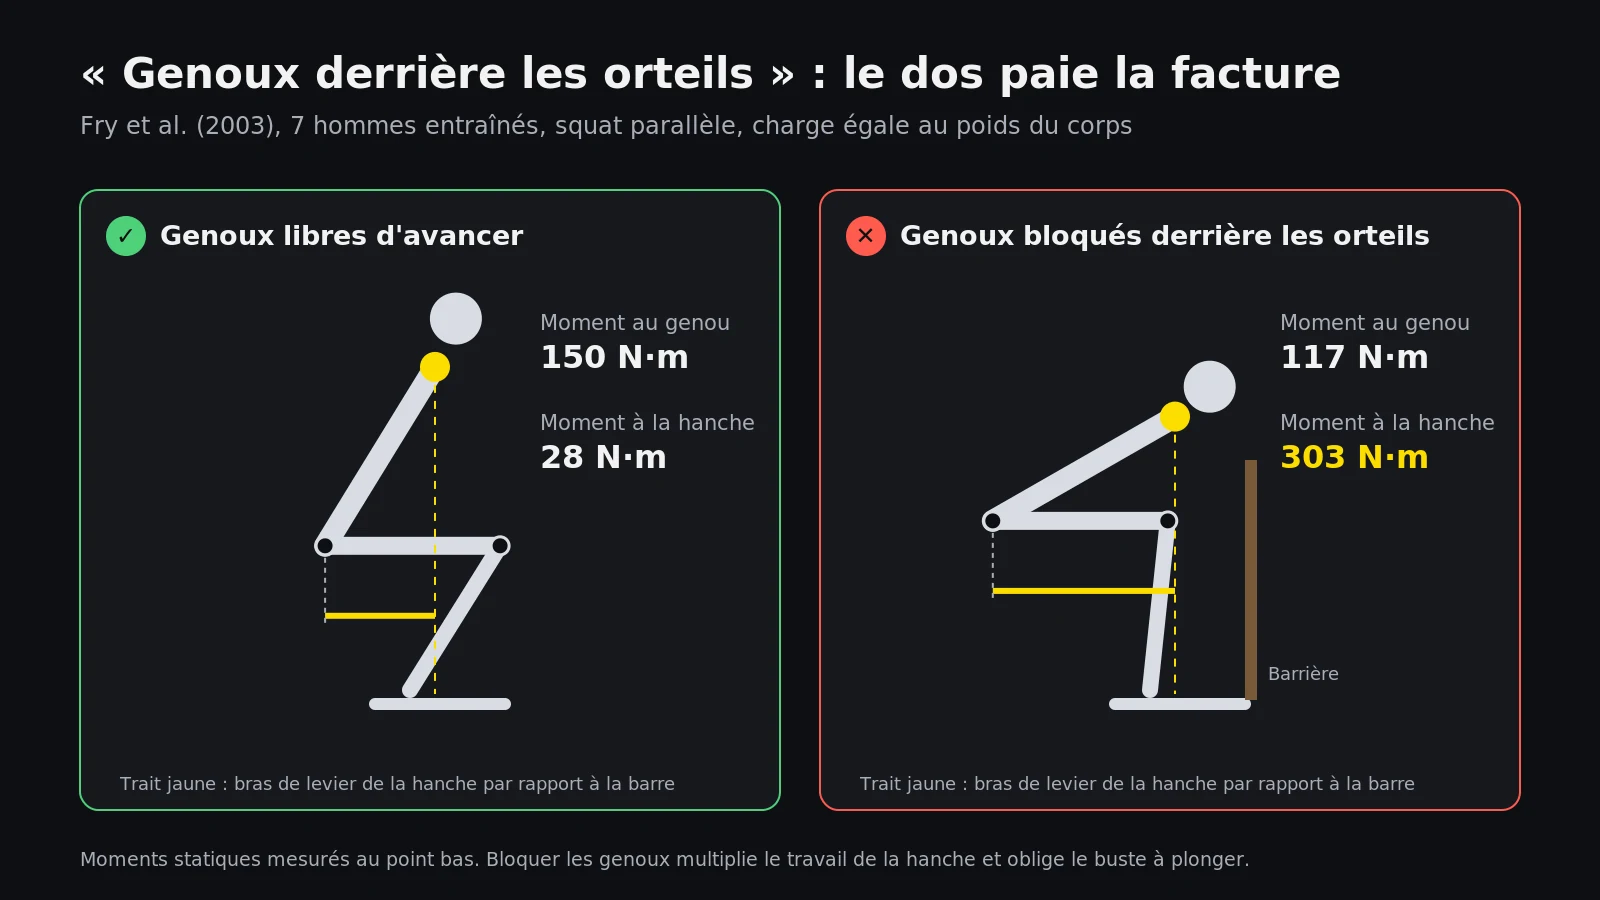 « Genoux derrière les orteils » : le dos paie la facture
Fry et al. (2003), 7 hommes entraînés, squat parallèle, charge égale au poids du corps
✓ Genoux libres d'avancer
Moment au genou
150 N·m
Moment à la hanche
28 N·m
Trait jaune : bras de levier de la hanche par rapport à la barre
✕ Genoux bloqués derrière les orteils
Moment au genou
117 N·m
Moment à la hanche
303 N·m
Barrière
Trait jaune : bras de levier de la hanche par rapport à la barre
Moments statiques mesurés au point bas. Bloquer les genoux multiplie le travail de la hanche et oblige le buste à plonger.